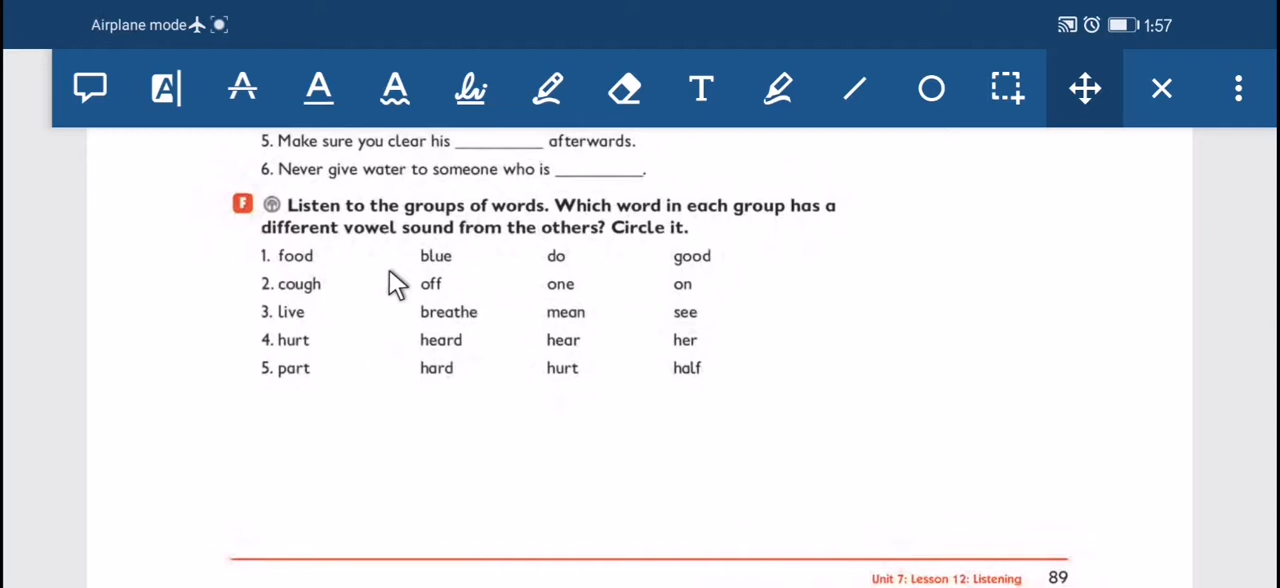 Airplane mode 1:57
5. Make sure you clear his __________ afterwards.
6. Never give water to someone who is __________.
F Listen to the groups of words. Which word in each group has a
different vowel sound from the others? Circle it.
1. food blue do good
2. cough off one on
3. live breathe mean see
4. hurt heard hear her
5. part hard hurt half
Unit 7: Lesson 12: Listening 89